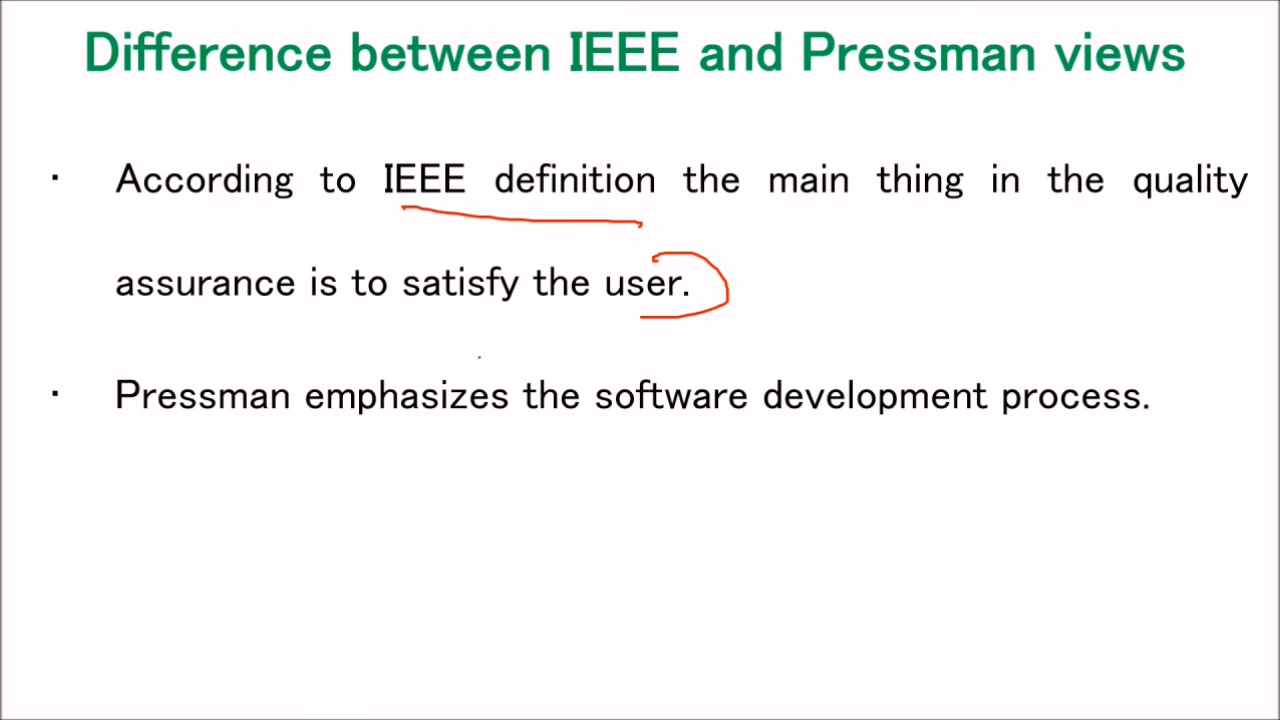 Difference between IEEE and Pressman views
· According to IEEE definition the main thing in the quality
assurance is to satisfy the user.
· Pressman emphasizes the software development process.